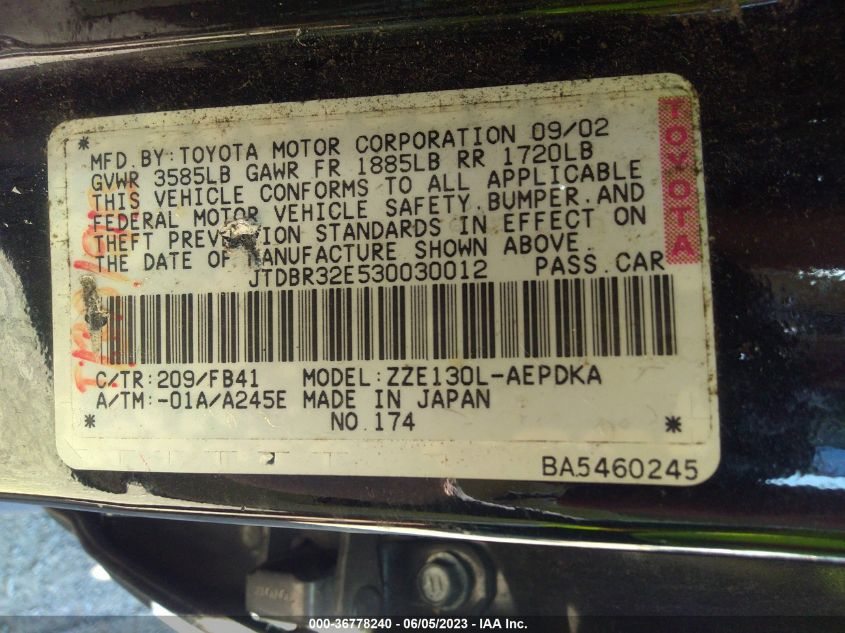 MFD. BY: TOYOTA MOTOR CORPORATION 09/02
GVWR 3585LB GAWR FR 1885LB RR 1720LB
THIS VEHICLE CONFORMS TO ALL APPLICABLE
FEDERAL MOTOR VEHICLE SAFETY, BUMPER, AND
THEFT PREV TION STANDARDS IN EFFECT ON
THE DATE OF MANUFACTURE SHOWN ABOVE.
JTDBR32E530030012 PASS. CAR
C/TR: 209/FB41 MODEL: ZZE130L-AEPDKA
A/TM: -01A/A245E MADE IN JAPAN
* NO. 174 *
BA5460245
TOYOTA
000-36778240 - 06/05/2023 - IAA Inc.